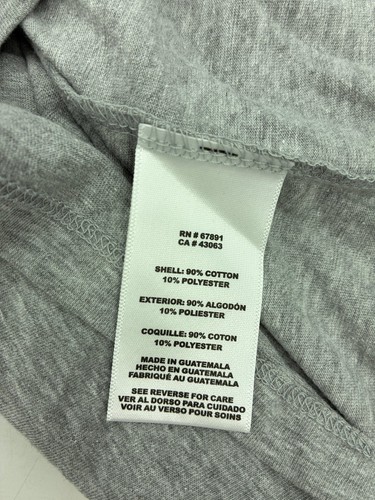 RN # 67891
CA # 43063
SHELL: 90% COTTON
10% POLYESTER
EXTERIOR: 90% ALGODÓN
10% POLIESTER
COQUILLE: 90% COTON
10% POLYESTER
MADE IN GUATEMALA
HECHO EN GUATEMALA
FABRIQUÉ AU GUATEMALA
SEE REVERSE FOR CARE
VER AL DORSO PARA CUIDADO
VOIR AU VERSO POUR SOINS